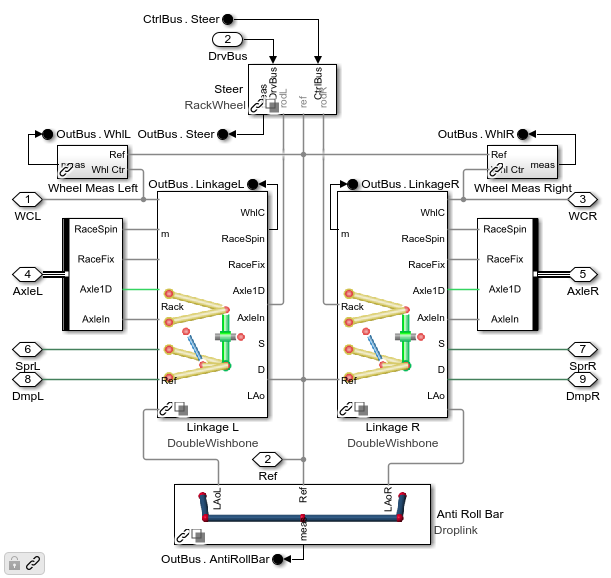 CtrlBus . Steer
2
DrvBus
Steer
RackWheel
meas
DrvBus
rodL
ref
CtrlBus
rodR
OutBus . WhlL
OutBus . Steer
OutBus . WhlR
Ref
meas
Whl Ctr
Wheel Meas Left
Ref
meas
Whl Ctr
Wheel Meas Right
OutBus . LinkageL
OutBus . LinkageR
1
WCL
3
WCR
WhlC
m
RaceSpin
RaceFix
Axle1D
Rack
AxleIn
S
D
Ref
LAo
WhlC
m
RaceSpin
RaceFix
Axle1D
Rack
AxleIn
S
D
Ref
LAo
RaceSpin
RaceFix
Axle1D
AxleIn
RaceSpin
RaceFix
Axle1D
AxleIn
4
AxleL
5
AxleR
6
SprL
7
SprR
8
DmpL
9
DmpR
Linkage L
DoubleWishbone
Linkage R
DoubleWishbone
2
Ref
LAoL
Ref
LAoR
meas
Anti Roll Bar
Droplink
OutBus . AntiRollBar